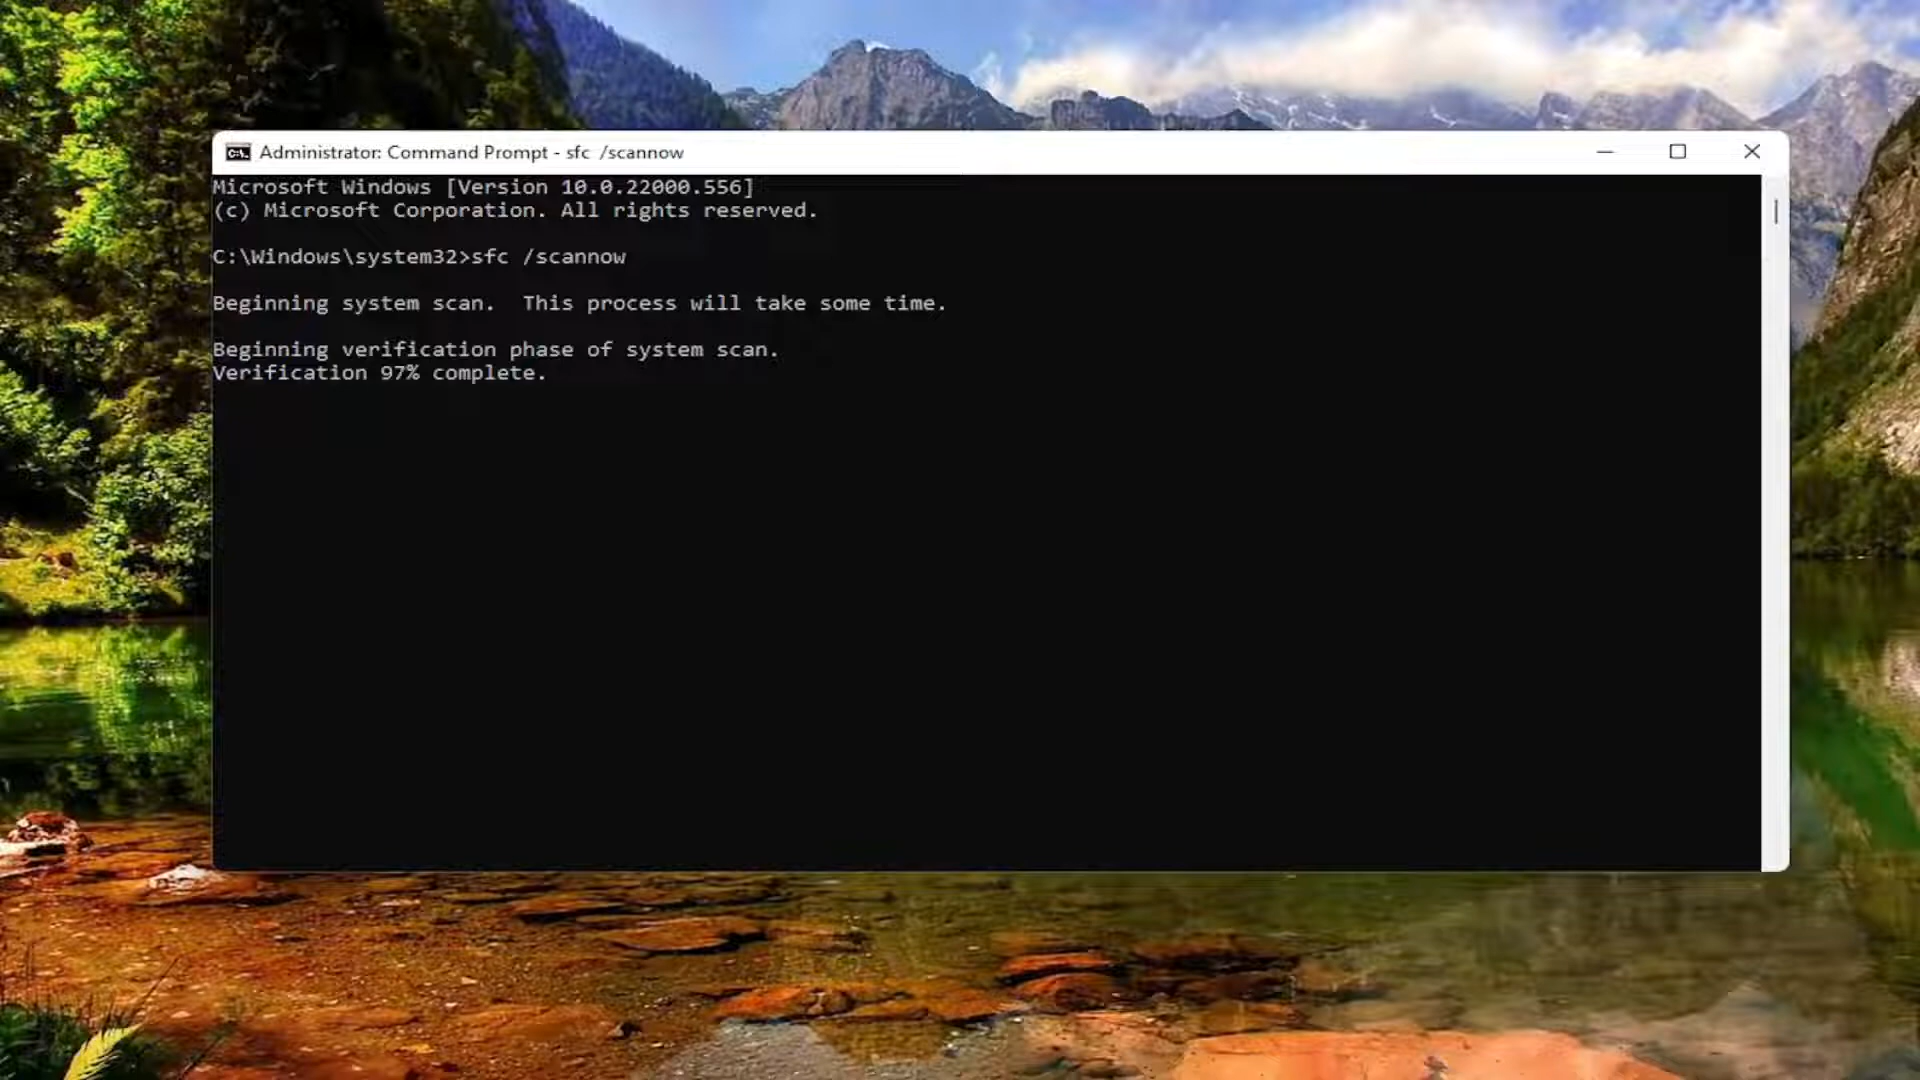 Administrator: Command Prompt - sfc /scannow
Microsoft Windows [Version 10.0.22000.556]
(c) Microsoft Corporation. All rights reserved.
C:\Windows\system32>sfc /scannow
Beginning system scan.  This process will take some time.
Beginning verification phase of system scan.
Verification 97% complete.